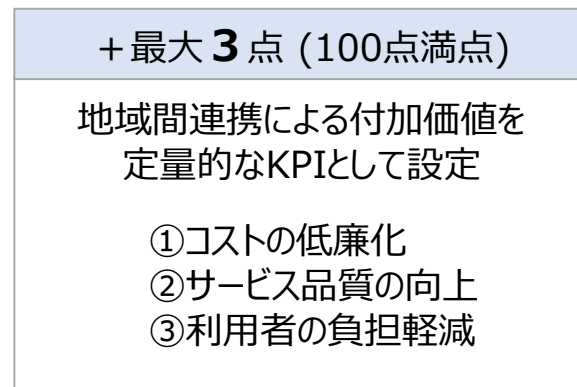 +最大3点 (100点満点)
地域間連携による付加価値を
定量的なKPIとして設定
①コストの低廉化
②サービス品質の向上
③利用者の負担軽減